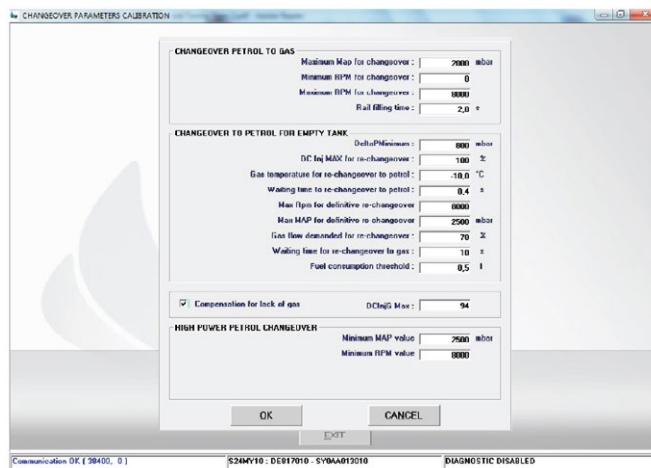 CHANGEOVER PARAMETERS CALIBRATION
CHANGEOVER PETROL TO GAS
Maximum Map for changeover : 2000 mbar
Minimum RPM for changeover : 0
Maximum RPM for changeover : 8000
Rail filling time : 2,0 s
CHANGEOVER TO PETROL FOR EMPTY TANK
DeltaPMinimum : 800 mbar
DC Inj MAX for re-changeover : 100 %
Gas temperature for re-changeover to petrol : -10,0 °C
Waiting time to re-changeover to petrol : 0,4 s
Max Rpm for definitive re-changeover 8000
Max MAP for definitive re-changeover 2500 mbar
Gas flow demanded for re-changeover : 70 %
Waiting time for re-changeover to gas : 10 s
Fuel consumption threshold : 0,5 l
Compensation for lack of gas DCInjG Max : 94
HIGH POWER PETROL CHANGEOVER
Minimum MAP value 2500 mbar
Minimum RPM value 8000
OK CANCEL
EXIT
Communication OK ( 38400, 0 ) S24MY10 : DE817010 - SY0AA013010 DIAGNOSTIC DISABLED